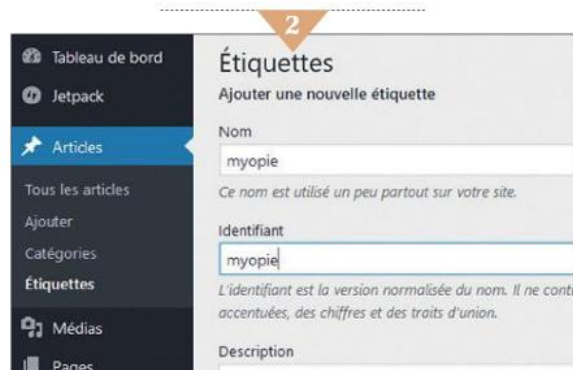 2
Tableau de bord
Jetpack
Articles
Tous les articles
Ajouter
Catégories
Étiquettes
Médias
Pages
Étiquettes
Ajouter une nouvelle étiquette
Nom
myopie
Ce nom est utilisé un peu partout sur votre site.
Identifiant
myopie
L'identifiant est la version normalisée du nom. Il ne
accentuées, des chiffres et des traits d'union.
Description